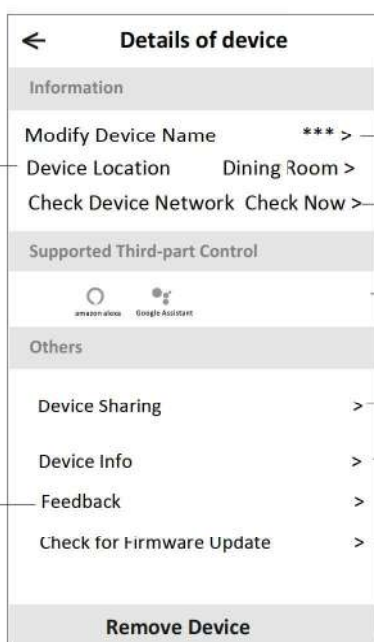 ← Details of device
Information
Modify Device Name *** >
Device Location Dining Room >
Check Device Network Check Now >
Supported Third-part Control
amazon alexa Google Assistant
Others
Device Sharing >
Device Info >
Feedback >
Check for Firmware Update >
Remove Device